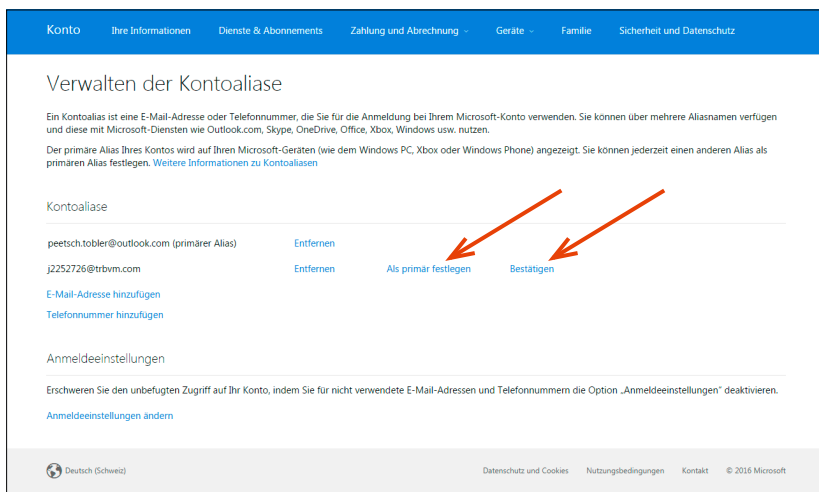 Konto Ihre Informationen Dienste & Abonnements Zahlung und Abrechnung Geräte Familie Sicherheit und Datenschutz
Verwalten der Kontoaliase
Ein Kontoalias ist eine E-Mail-Adresse oder Telefonnummer, die Sie für die Anmeldung bei Ihrem Microsoft-Konto verwenden. Sie können über mehrere Aliasnamen verfügen
und diese mit Microsoft-Diensten wie Outlook.com, Skype, OneDrive, Office, Xbox, Windows usw. nutzen.
Der primäre Alias Ihres Kontos wird auf Ihren Microsoft-Geräten (wie dem Windows PC, Xbox oder Windows Phone) angezeigt. Sie können jederzeit einen anderen Alias als
primären Alias festlegen. Weitere Informationen zu Kontoaliasen
Kontoaliase
peetsch.tobler@outlook.com (primärer Alias) Entfernen
j2252726@trbvm.com Entfernen Als primär festlegen Bestätigen
E-Mail-Adresse hinzufügen
Telefonnummer hinzufügen
Anmeldeeinstellungen
Erschweren Sie den unbefugten Zugriff auf Ihr Konto, indem Sie für nicht verwendete E-Mail-Adressen und Telefonnummern die Option „Anmeldeeinstellungen" deaktivieren.
Anmeldeeinstellungen ändern
Deutsch (Schweiz) Datenschutz und Cookies Nutzungsbedingungen Kontakt © 2016 Microsoft